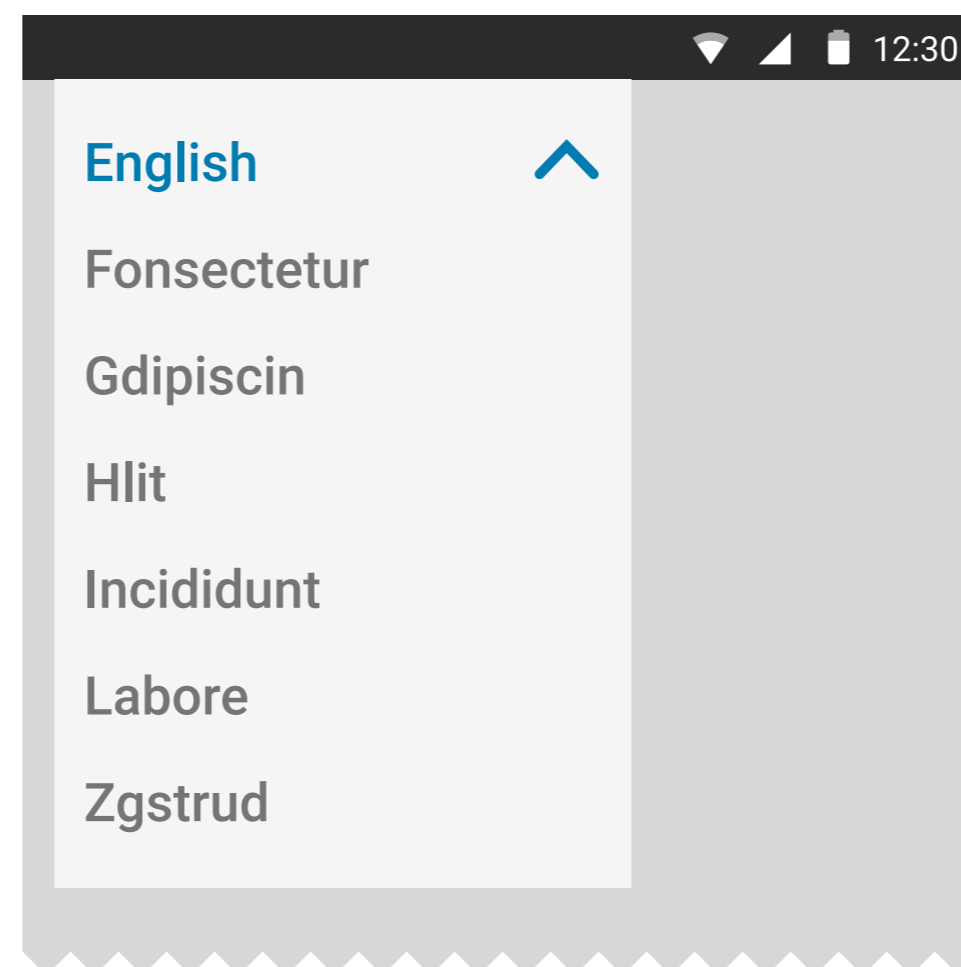 12:30
English
Fonsectetur
Gdipiscin
Hlit
Incididunt
Labore
Zgstrud